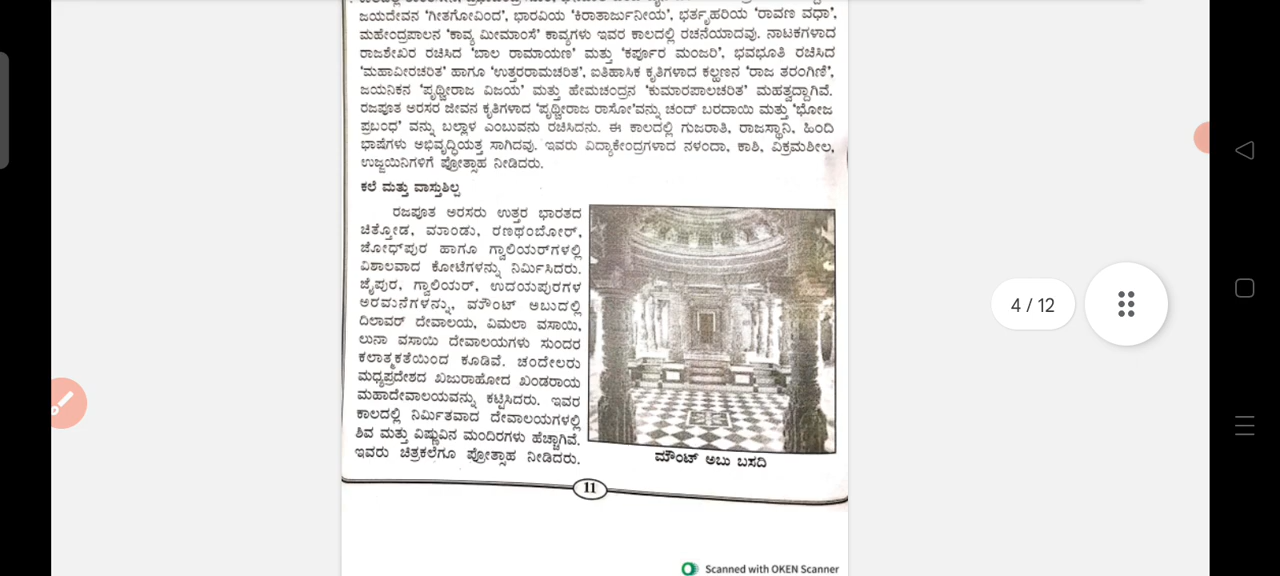 ಜಯದೇವನ 'ಗೀತಗೋವಿಂದ', ಭಾರವಿಯ 'ಕಿರಾತಾರ್ಜುನೀಯ', ಭರ್ತೃಹರಿಯ 'ರಾವಣ ವಧಾ',
ಮಹೇಂದ್ರಪಾಲನ 'ಕಾವ್ಯ ಮೀಮಾಂಸೆ' ಕಾವ್ಯಗಳು ಇವರ ಕಾಲದಲ್ಲಿ ರಚನೆಯಾದವು. ನಾಟಕಗಳಾದ
ರಾಜಶೇಖರ ರಚಿಸಿದ 'ಬಾಲ ರಾಮಾಯಣ' ಮತ್ತು 'ಕರ್ಪೂರ ಮಂಜರಿ', ಭವಭೂತಿ ರಚಿಸಿದ
'ಮಹಾವೀರಚರಿತ' ಹಾಗೂ 'ಉತ್ತರರಾಮಚರಿತ', ಐತಿಹಾಸಿಕ ಕೃತಿಗಳಾದ ಕಲ್ಹಣನ 'ರಾಜ ತರಂಗಿಣಿ',
ಜಯನಿಕನ 'ಪೃಥ್ವೀರಾಜ ವಿಜಯ' ಮತ್ತು ಹೇಮಚಂದ್ರನ 'ಕುಮಾರಪಾಲಚರಿತ' ಮಹತ್ವದ್ದಾಗಿವೆ.
ರಜಪೂತ ಅರಸರ ಜೀವನ ಕೃತಿಗಳಾದ 'ಪೃಥ್ವೀರಾಜ ರಾಸೋ'ವನ್ನು ಚಂದ್ ಬರದಾಯಿ ಮತ್ತು 'ಭೋಜ
ಪ್ರಬಂಧ' ವನ್ನು ಬಲ್ಲಾಳ ಎಂಬುವನು ರಚಿಸಿದನು. ಈ ಕಾಲದಲ್ಲಿ ಗುಜರಾತಿ, ರಾಜಸ್ಥಾನಿ, ಹಿಂದಿ
ಭಾಷೆಗಳು ಅಭಿವೃದ್ಧಿಯತ್ತ ಸಾಗಿದವು. ಇವರು ವಿದ್ಯಾಕೇಂದ್ರಗಳಾದ ನಳಂದಾ, ಕಾಶಿ, ವಿಕ್ರಮಶೀಲ,
ಉಜ್ಜಯಿನಿಗಳಿಗೆ ಪ್ರೋತ್ಸಾಹ ನೀಡಿದರು.
ಕಲೆ ಮತ್ತು ವಾಸ್ತುಶಿಲ್ಪ
ರಜಪೂತ ಅರಸರು ಉತ್ತರ ಭಾರತದ
ಚಿತ್ತೋಡ, ಮಾಂಡು, ರಣಥಂಬೋರ್,
ಜೋಧ್‌ಪುರ ಹಾಗೂ ಗ್ವಾಲಿಯರ್‌ಗಳಲ್ಲಿ
ವಿಶಾಲವಾದ ಕೋಟೆಗಳನ್ನು ನಿರ್ಮಿಸಿದರು.
ಜೈಪುರ, ಗ್ವಾಲಿಯರ್, ಉದಯಪುರಗಳ
ಅರಮನೆಗಳನ್ನು, ಮೌಂಟ್ ಅಬುದಲ್ಲಿ
ದಿಲಾವರ್ ದೇವಾಲಯ, ವಿಮಲಾ ವಸಾಯಿ,
ಲುನಾ ವಸಾಯಿ ದೇವಾಲಯಗಳು ಸುಂದರ
ಕಲಾತ್ಮಕತೆಯಿಂದ ಕೂಡಿವೆ. ಚಂದೇಲರು
ಮಧ್ಯಪ್ರದೇಶದ ಖಜುರಾಹೋದ ಖಂಡರಾಯ
ಮಹಾದೇವಾಲಯವನ್ನು ಕಟ್ಟಿಸಿದರು. ಇವರ
ಕಾಲದಲ್ಲಿ ನಿರ್ಮಿತವಾದ ದೇವಾಲಯಗಳಲ್ಲಿ
ಶಿವ ಮತ್ತು ವಿಷ್ಣುವಿನ ಮಂದಿರಗಳು ಹೆಚ್ಚಾಗಿವೆ.
ಇವರು ಚಿತ್ರಕಲೆಗೂ ಪ್ರೋತ್ಸಾಹ ನೀಡಿದರು.
ಮೌಂಟ್ ಅಬು ಬಸದಿ
11
4 / 12
Scanned with OKEN Scanner